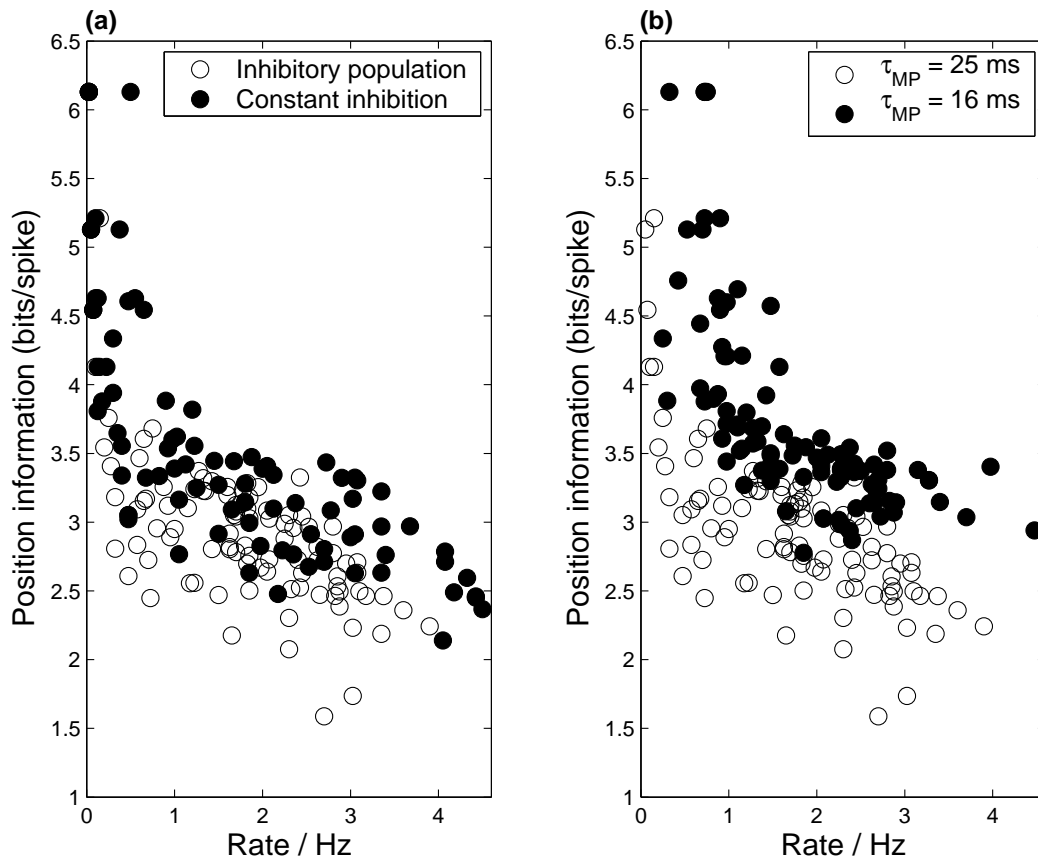 (a)
6.5
6
5.5
5
4.5
4
3.5
3
2.5
2
1.5
1
0 1 2 3 4
Position information (bits/spike)
Rate / Hz
Inhibitory population
Constant inhibition
(b)
6.5
6
5.5
5
4.5
4
3.5
3
2.5
2
1.5
1
0 1 2 3 4
Position information (bits/spike)
Rate / Hz
τMP = 25 ms
τMP = 16 ms